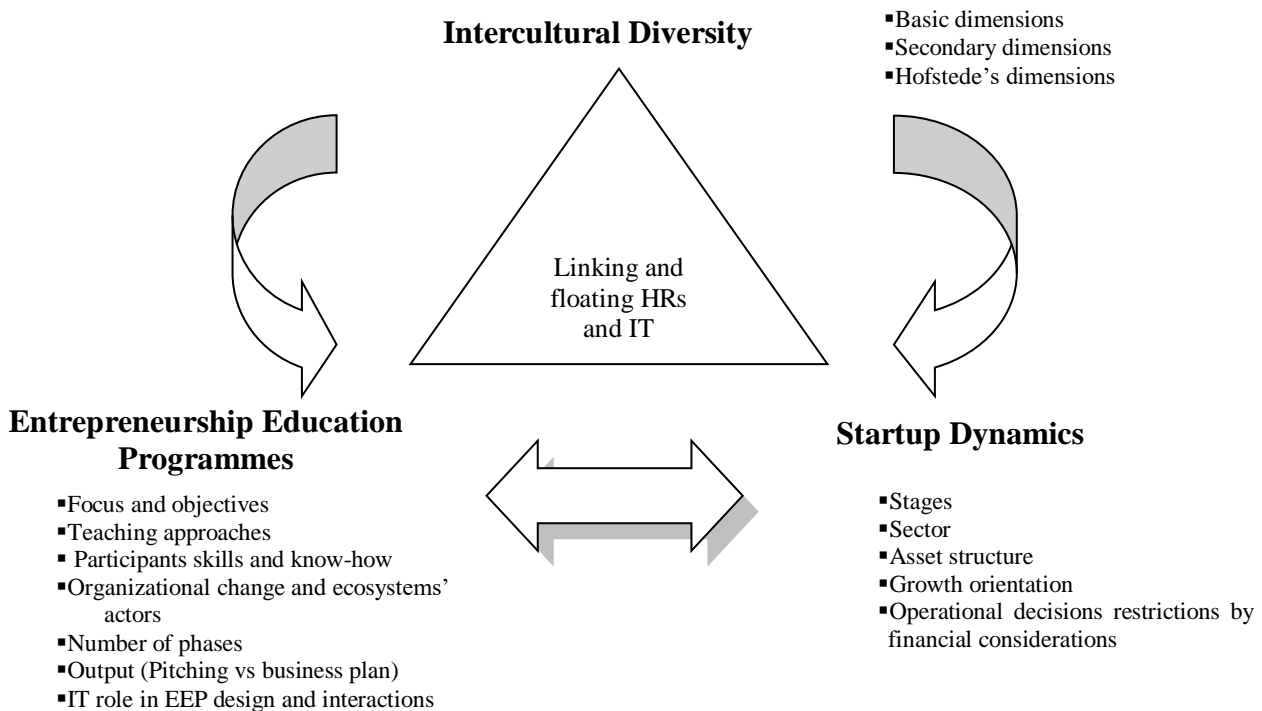 Intercultural Diversity
▪Basic dimensions
▪Secondary dimensions
▪Hofstede’s dimensions
Linking and
floating HRs
and IT
Entrepreneurship Education
Programmes
▪Focus and objectives
▪Teaching approaches
▪ Participants skills and know-how
▪Organizational change and ecosystems’
actors
▪Number of phases
▪Output (Pitching vs business plan)
▪IT role in EEP design and interactions
Startup Dynamics
▪Stages
▪Sector
▪Asset structure
▪Growth orientation
▪Operational decisions restrictions by
financial considerations